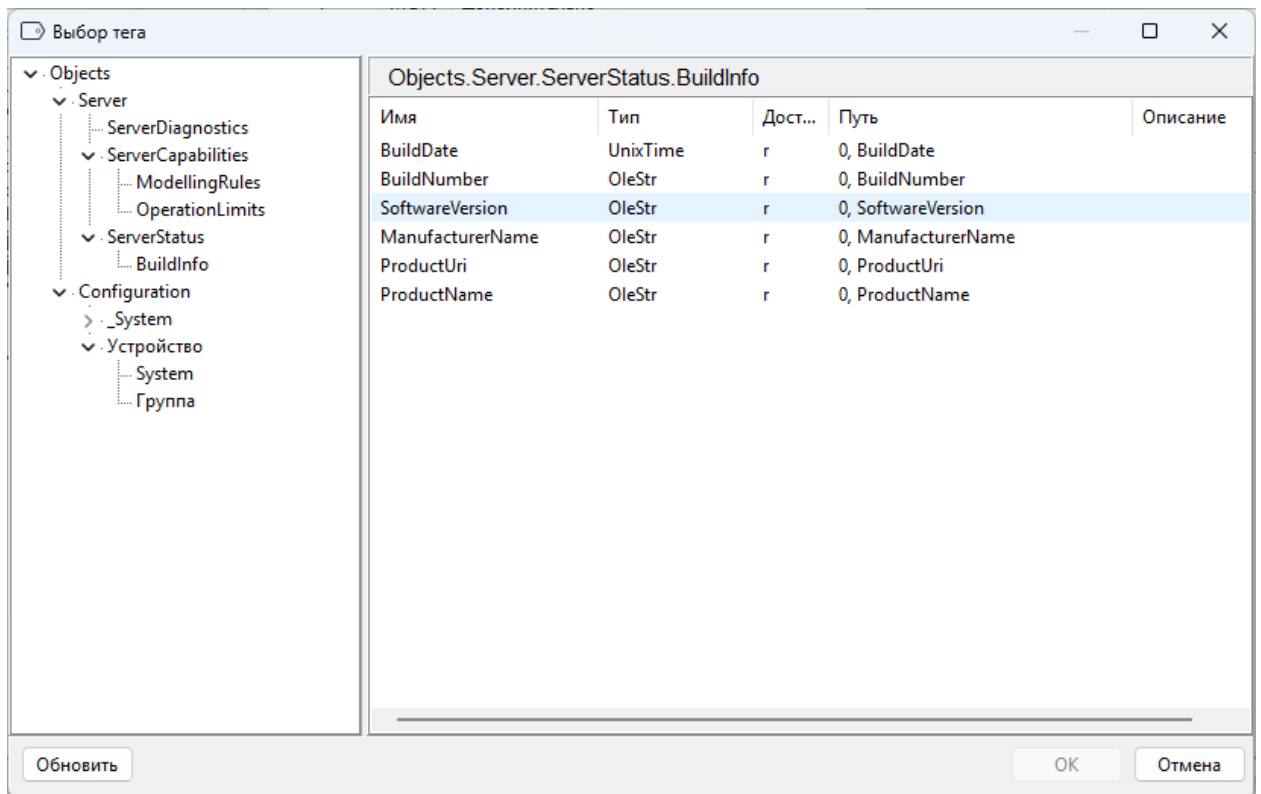 Выбор тега
Objects
Server
ServerDiagnostics
ServerCapabilities
ModellingRules
OperationLimits
ServerStatus
BuildInfo
Configuration
_System
Устройство
System
Группа
Objects.Server.ServerStatus.BuildInfo
Имя Тип Дост... Путь Описание
BuildDate UnixTime r 0, BuildDate
BuildNumber OleStr r 0, BuildNumber
SoftwareVersion OleStr r 0, SoftwareVersion
ManufacturerName OleStr r 0, ManufacturerName
ProductUri OleStr r 0, ProductUri
ProductName OleStr r 0, ProductName
Обновить OK Отмена